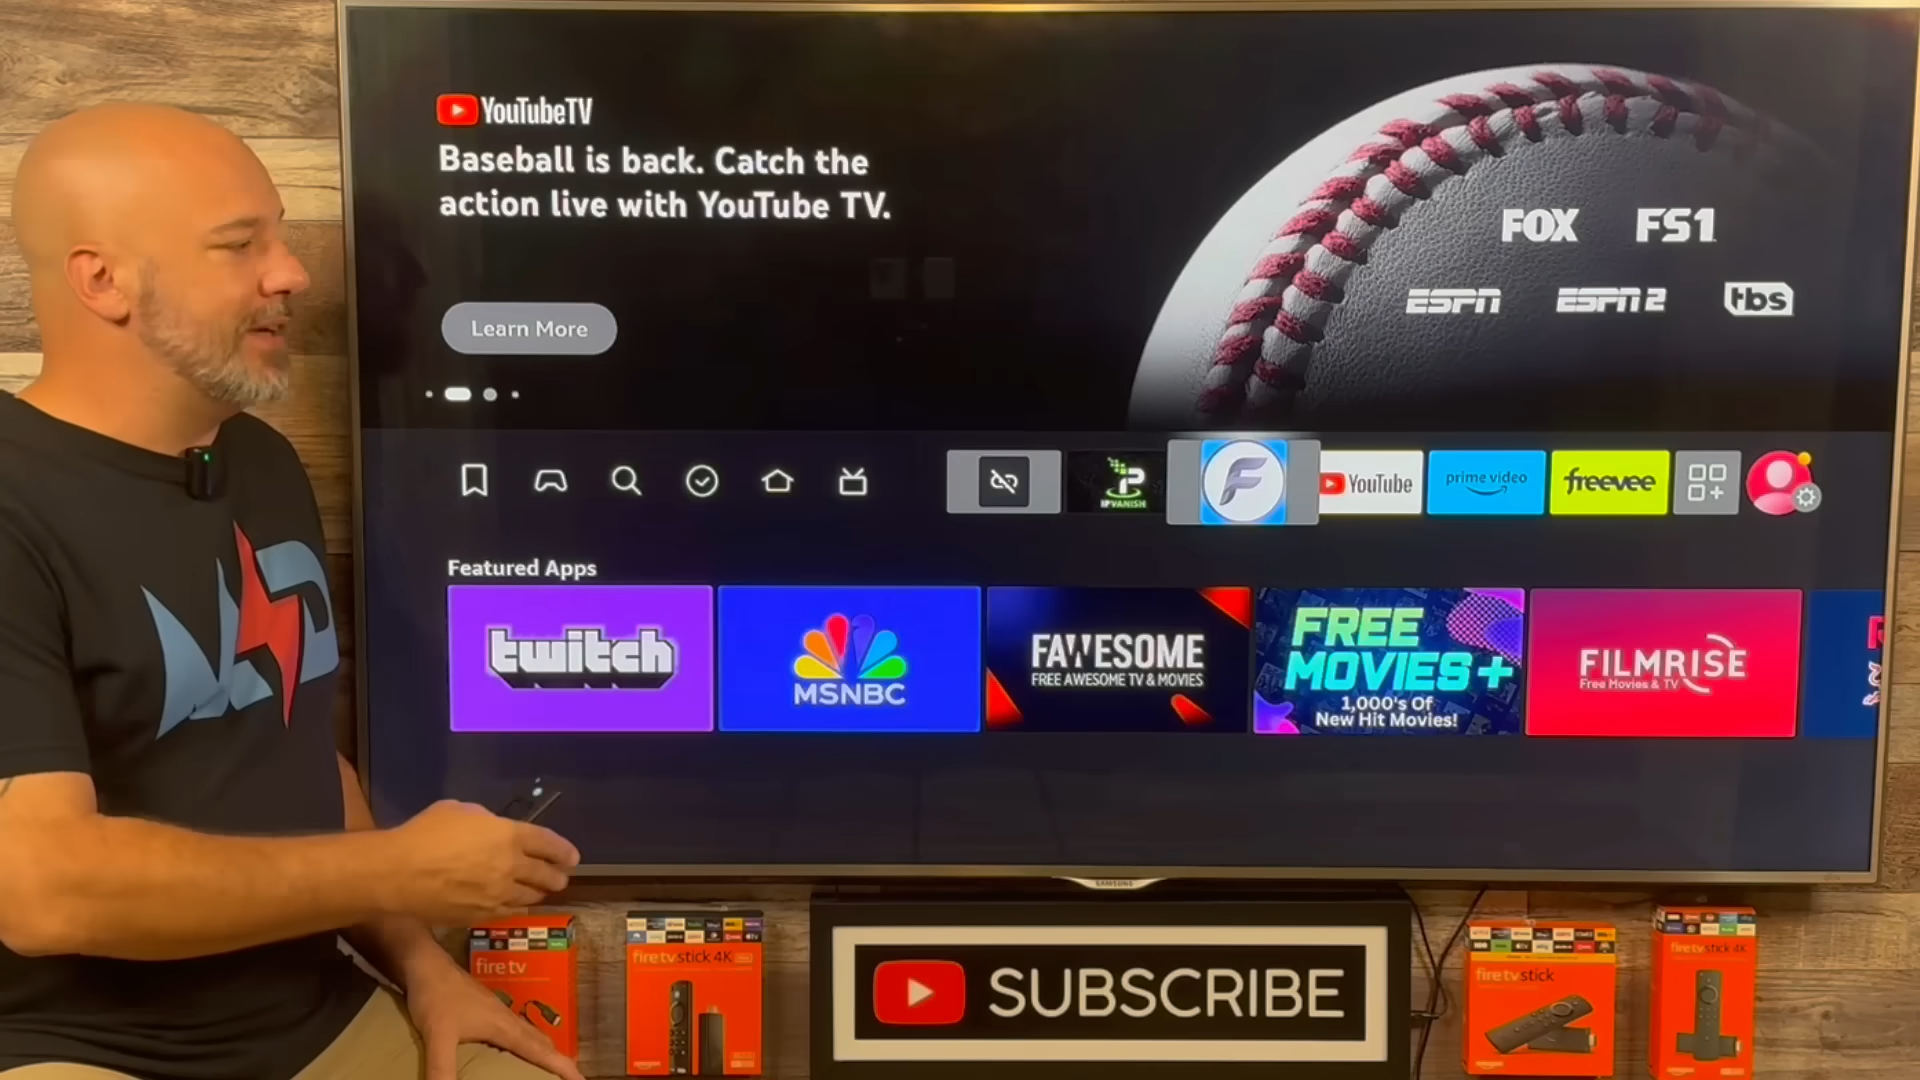 YouTubeTV
Baseball is back. Catch the
action live with YouTube TV.
FOX FS1
ESPN ESPN2 tbs
Learn More
IPVANISH
YouTube
prime video
freevee
Featured Apps
twitch
MSNBC
FAWESOME
FREE AWESOME TV & MOVIES
FREE
MOVIES+
1,000's Of
New Hit Movies!
FILMRISE
Free Movies & TV
SAMSUNG
fire tv
fire tv stick 4K
SUBSCRIBE
fire tv stick
fire tv stick 4K